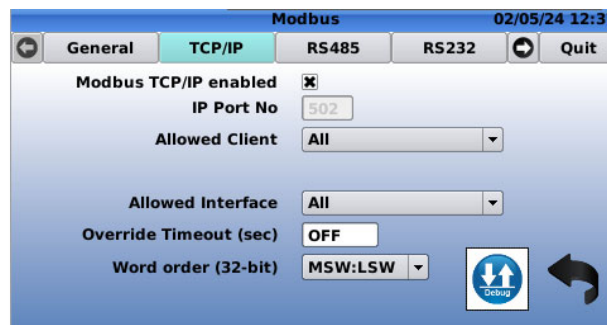 Modbus 02/05/24 12:3
General TCP/IP RS485 RS232 Quit
Modbus TCP/IP enabled
IP Port No 502
Allowed Client All
Allowed Interface All
Override Timeout (sec) OFF
Word order (32-bit) MSW:LSW
Debug